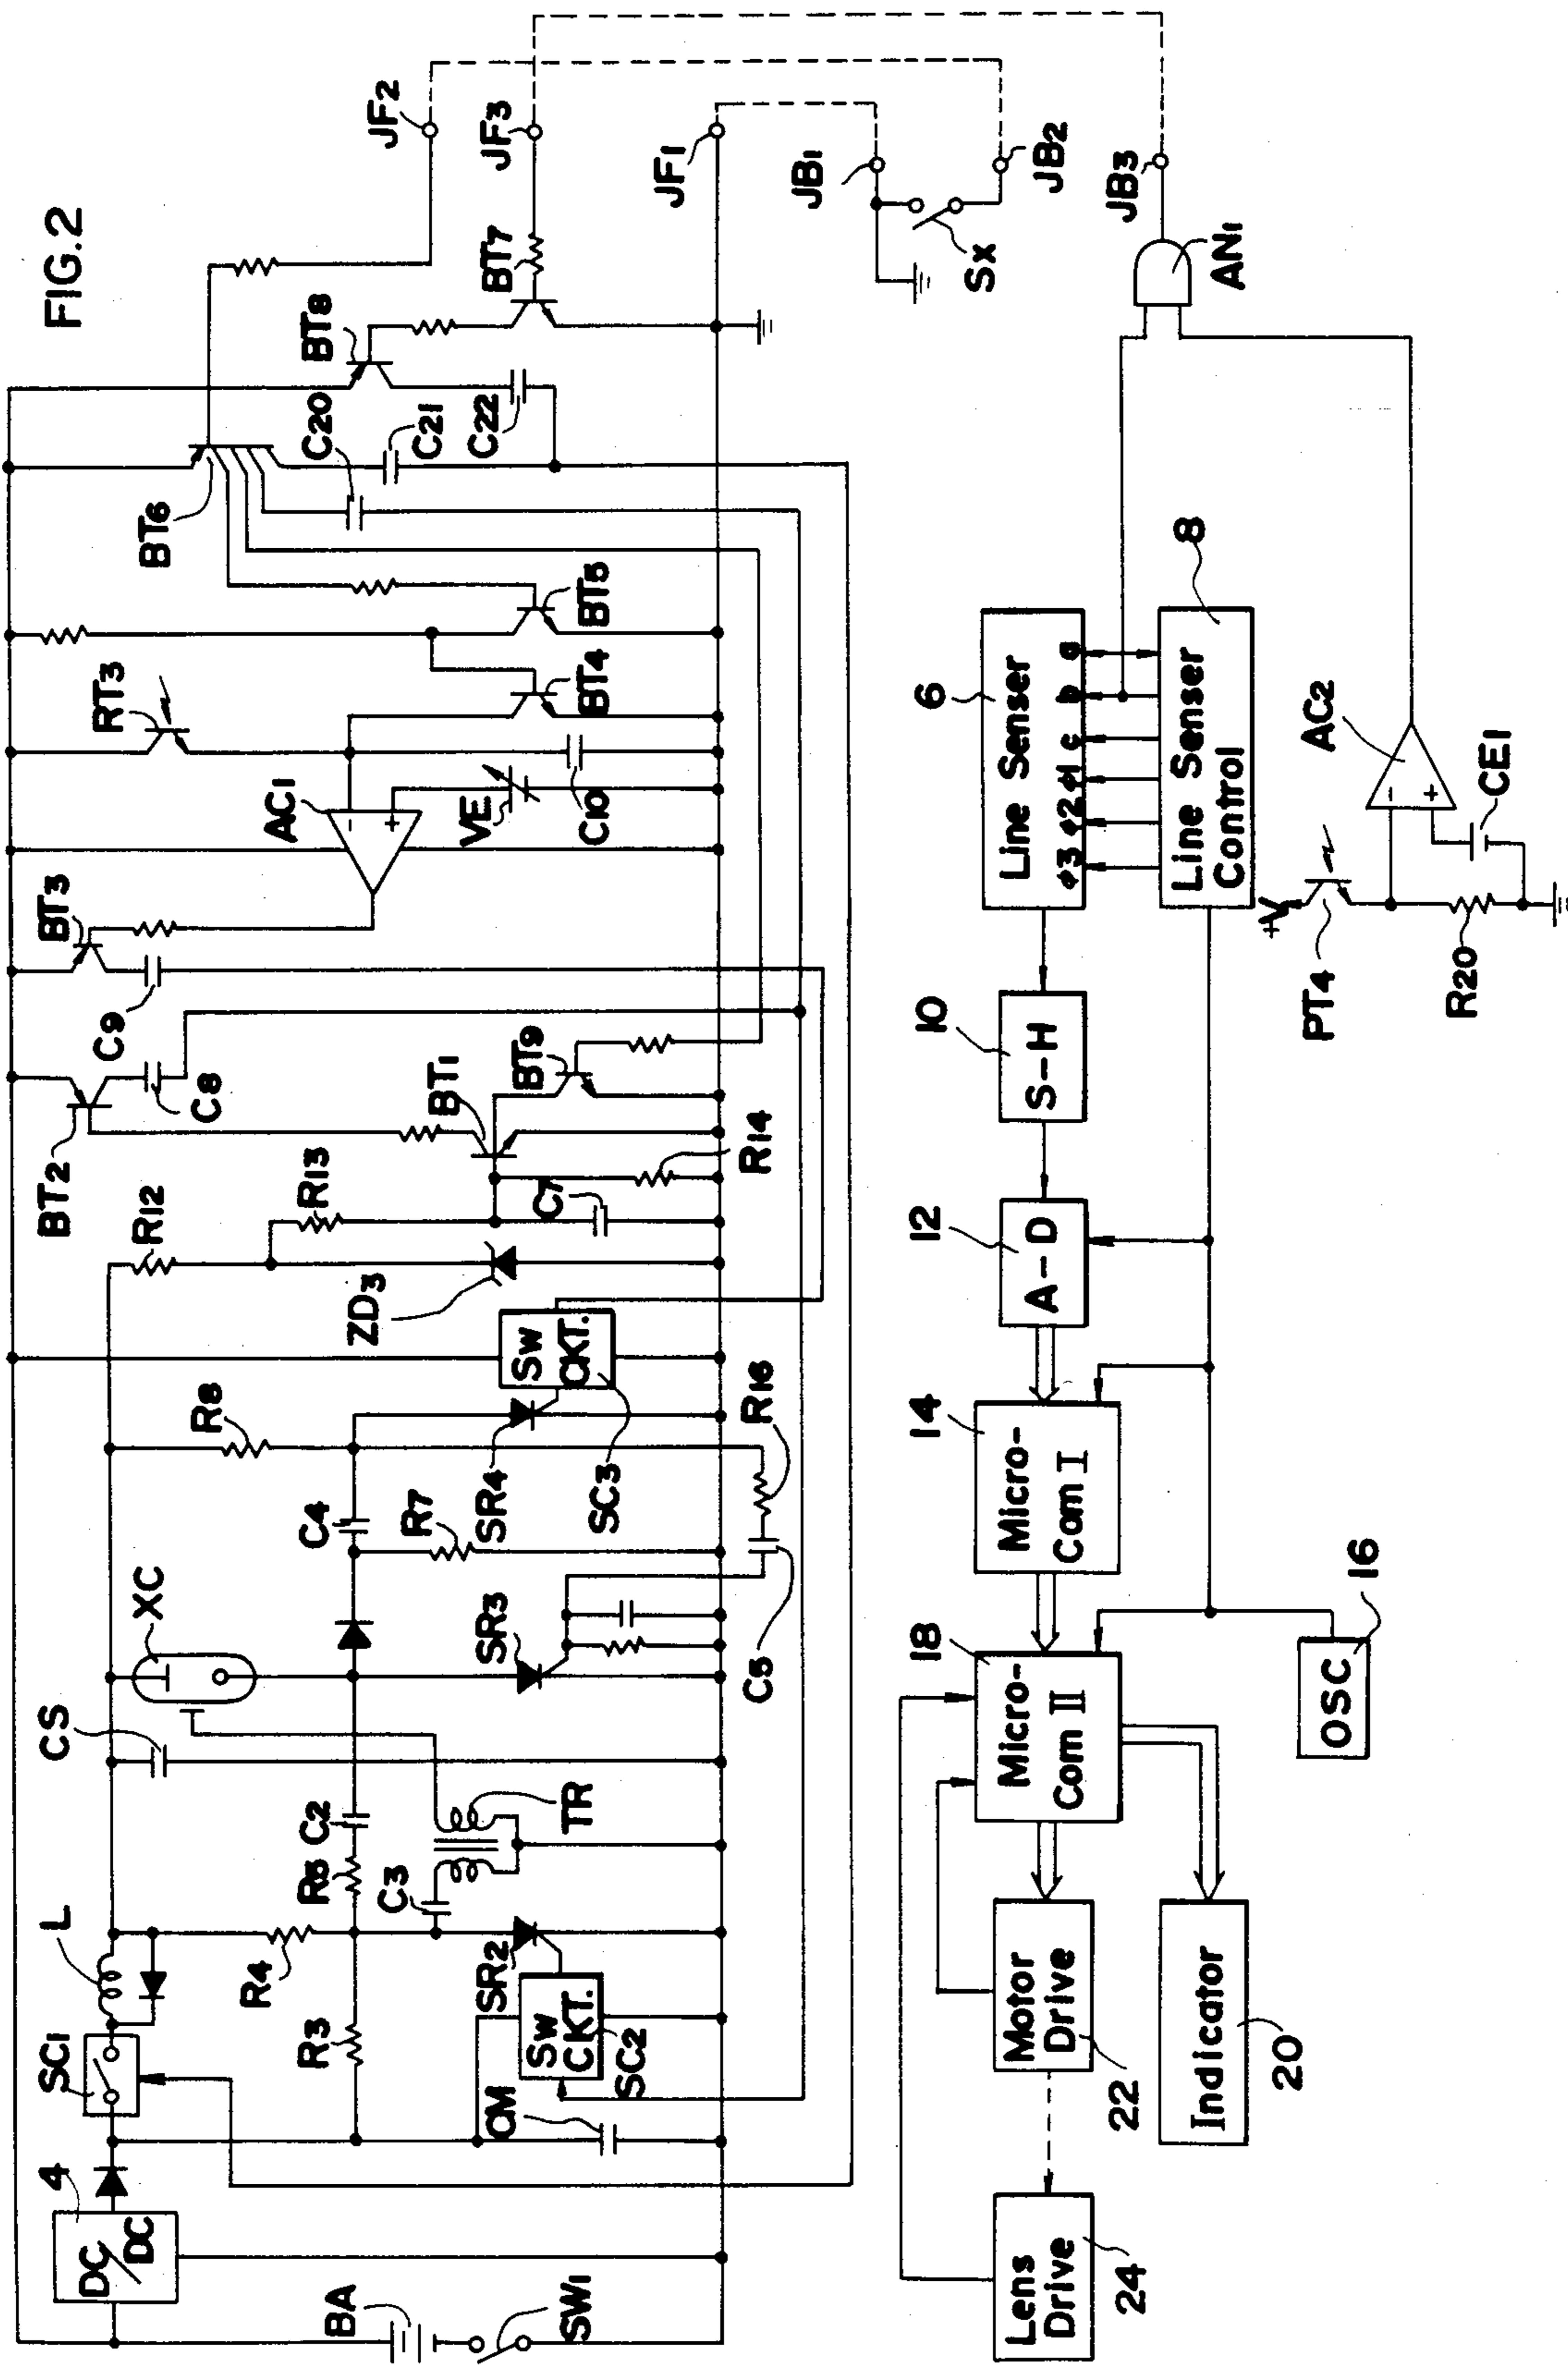 FIG.2
JF2
JF3
JF1
JB1
JB2
JB3
Sx
AN1
BT7
BT8
C20
C21
C22
BT6
BT5
BT4
RT3
AC1
VE
C10
BT3
C9
C8
BT2
BT1
BT9
R14
R13
R12
C7
ZD3
Sw
CKT.
SC3
R8
SR4
R16
C4
R7
XC
SR3
C5
CS
TR
C2
R5
C3
L
R4
SR2
Sw
CKT.
SC2
SC1
R3
CM
4
DC/DC
BA
SW1
6
Line Senser
ϕ3 ϕ2 ϕ1 c b a
Line Senser
Control
8
AC2
CE1
+V
PT4
R20
10
S-H
12
A-D
14
Micro-
Com I
16
OSC
18
Micro-
Com II
Motor
Drive
22
Indicator
20
Lens
Drive
24